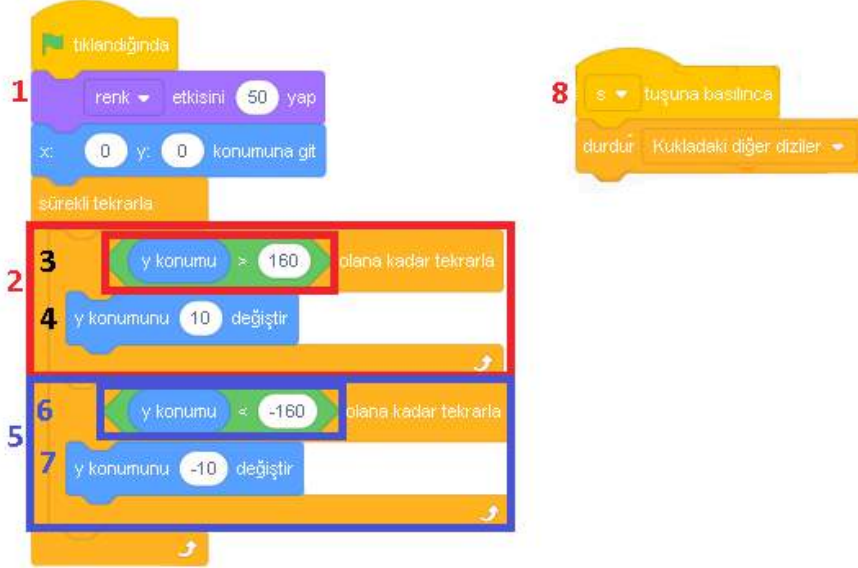 tıklandığında
1 renk etkisini 50 yap
x: 0 y: 0 konumuna git
sürekli tekrarla
2
3 y konumu > 160 olana kadar tekrarla
4 y konumunu 10 değiştir
5
6 y konumu < -160 olana kadar tekrarla
7 y konumunu -10 değiştir
8 s tuşuna basılınca
durdur Kukladaki diğer diziler